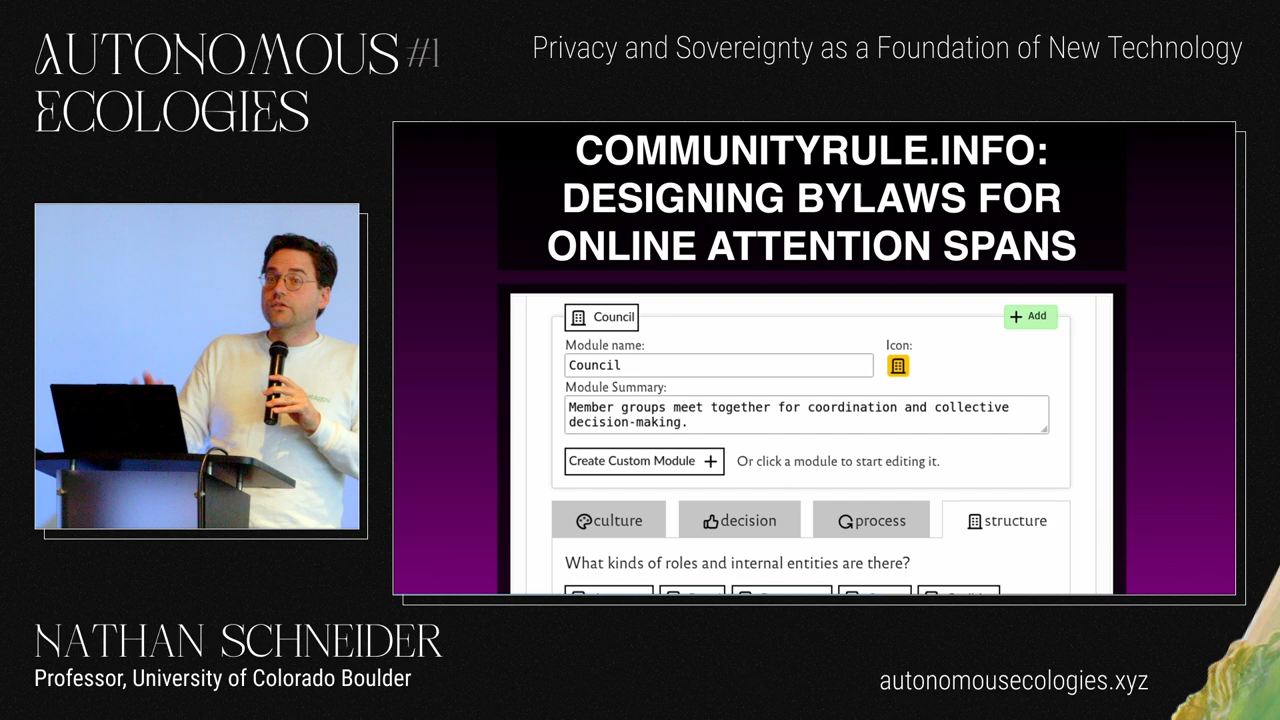 AUTONOMOUS #1
ECOLOGIES
Privacy and Sovereignty as a Foundation of New Technology
COMMUNITYRULE.INFO:
DESIGNING BYLAWS FOR
ONLINE ATTENTION SPANS
Council
+ Add
Module name:
Icon:
Council
Module Summary:
Member groups meet together for coordination and collective
decision-making.
Create Custom Module +
Or click a module to start editing it.
culture
decision
process
structure
What kinds of roles and internal entities are there?
NATHAN SCHNEIDER
Professor, University of Colorado Boulder
autonomousecologies.xyz